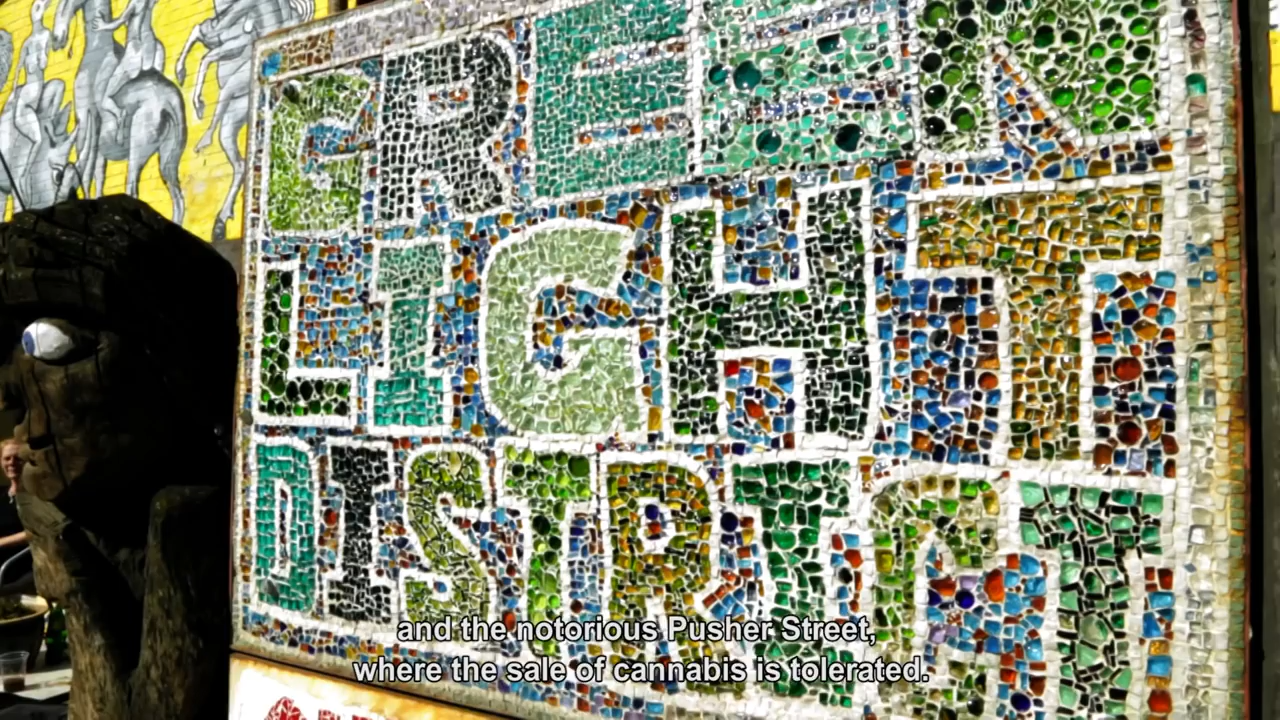 GREEN
LIGHT
DISTRICT
and the notorious Pusher Street,
where the sale of cannabis is tolerated.